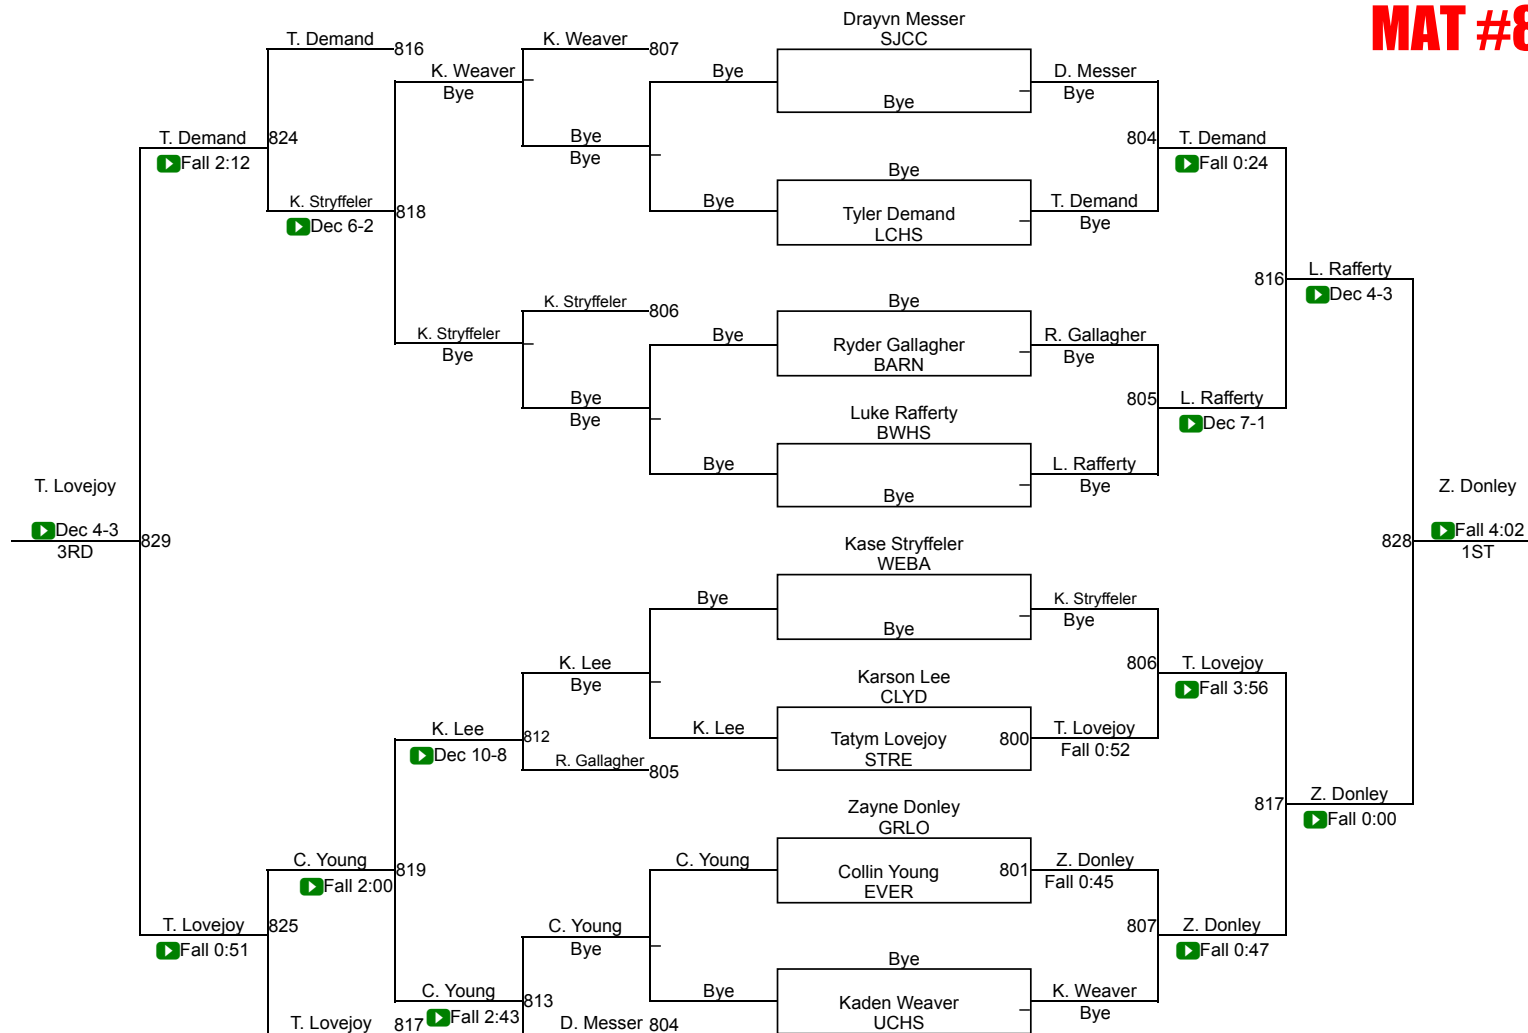 MAT #8
Drayvn Messer
SJCC
T. Demand
816
K. Weaver
807
K. Weaver
Bye
Bye
Bye
D. Messer
Bye
T. Demand
824
Fall 2:12
Bye
Bye
804
T. Demand
Fall 0:24
K. Stryffeler
818
Dec 6-2
Bye
Bye
Tyler Demand
LCHS
T. Demand
Bye
816
L. Rafferty
Dec 4-3
K. Stryffeler
806
Bye
K. Stryffeler
Bye
Bye
Ryder Gallagher
BARN
R. Gallagher
Bye
Bye
Bye
Luke Rafferty
BWHS
805
L. Rafferty
Dec 7-1
Bye
Bye
L. Rafferty
Bye
T. Lovejoy
Dec 4-3
829
3RD
Z. Donley
828
Fall 4:02
1ST
Kase Stryffeler
WEBA
Bye
Bye
K. Stryffeler
Bye
K. Lee
Bye
Karson Lee
CLYD
806
T. Lovejoy
Fall 3:56
K. Lee
812
Dec 10-8
R. Gallagher
805
K. Lee
Tatym Lovejoy
STRE
800
T. Lovejoy
Fall 0:52
817
Z. Donley
Fall 0:00
Zayne Donley
GRLO
C. Young
819
Fall 2:00
C. Young
Collin Young
EVER
801
Z. Donley
Fall 0:45
T. Lovejoy
825
Fall 0:51
C. Young
Bye
807
Z. Donley
Fall 0:47
Bye
C. Young
813
Fall 2:43
Bye
Kaden Weaver
UCHS
K. Weaver
Bye
T. Lovejoy
817
D. Messer
804